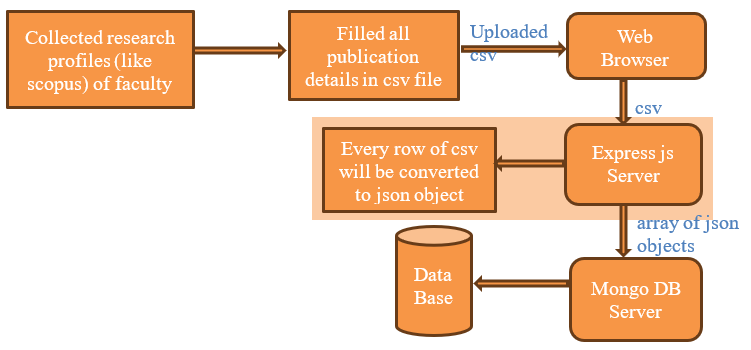 Collected research
profiles (like
scopus) of faculty
Filled all
publication
details in csv file
Uploaded
csv
Web
Browser
csv
Every row of csv
will be converted
to json object
Express js
Server
array of json
objects
Data
Base
Mongo DB
Server